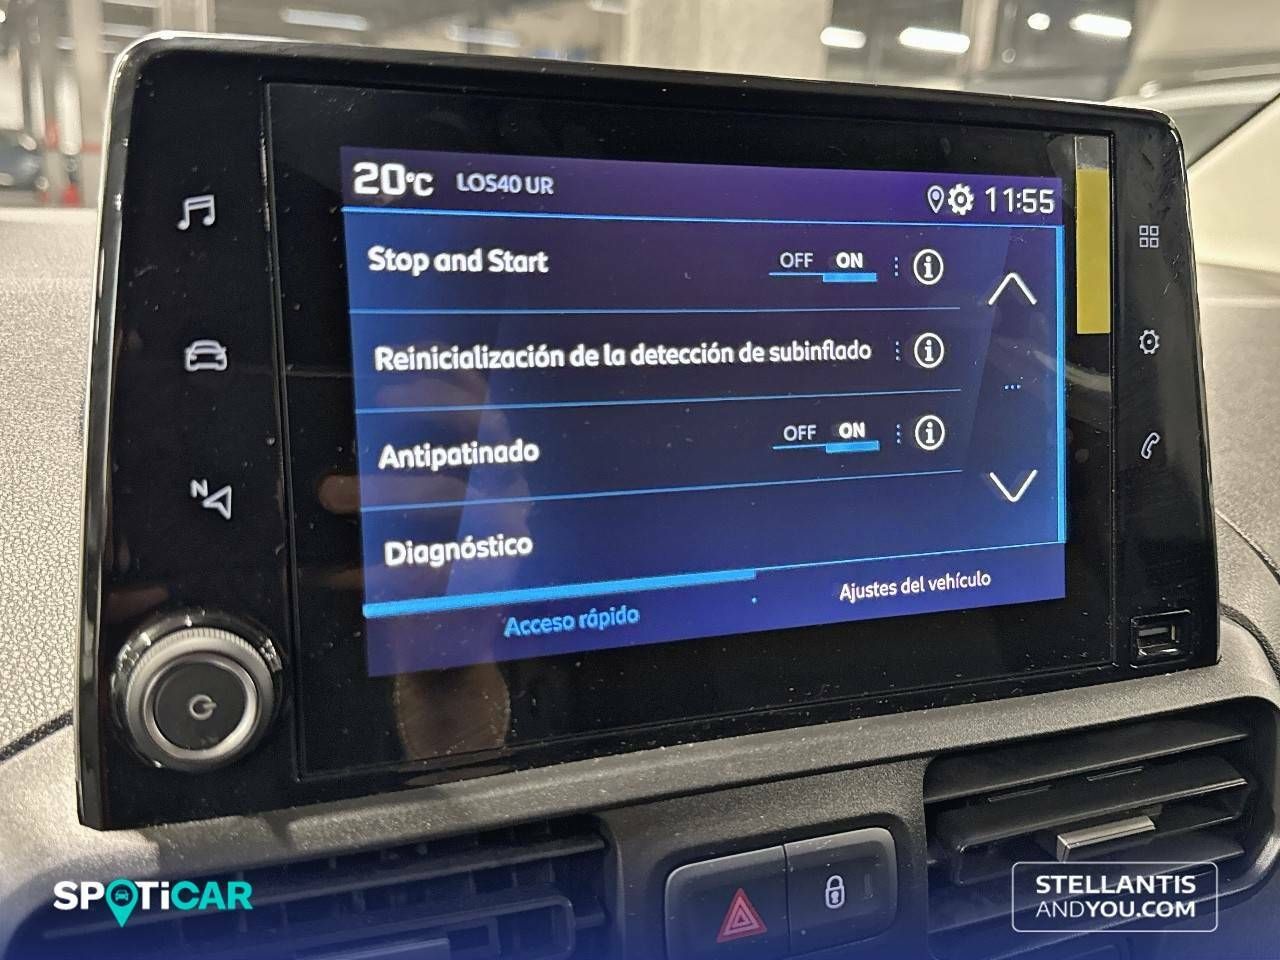 20°C LOS40 UR 11:55
Stop and Start OFF ON
Reinicialización de la detección de subinflado
Antipatinado OFF ON
Diagnóstico
Acceso rápido Ajustes del vehículo
N
SPOTiCAR
STELLANTIS
ANDYOU.COM